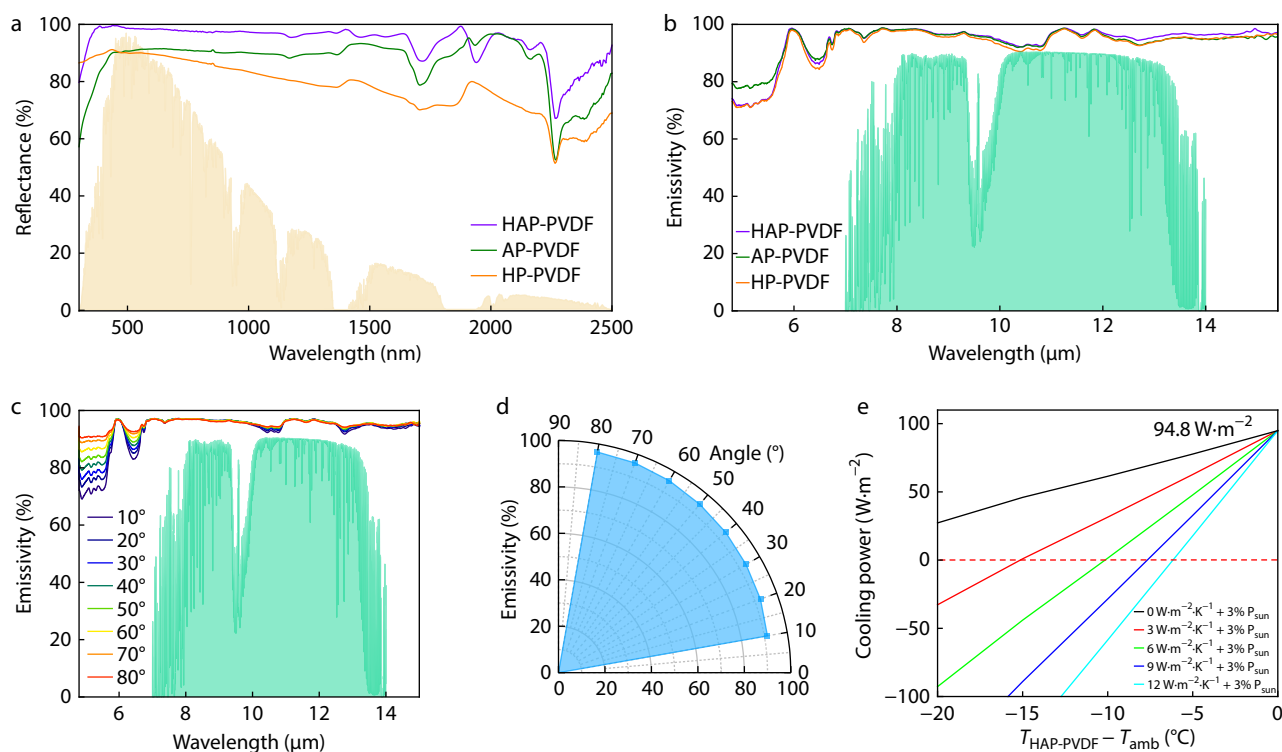 a
100
80
60
40
20
0
Reflectance (%)
HAP-PVDF
AP-PVDF
HP-PVDF
500
1000
1500
2000
2500
Wavelength (nm)
b
100
80
60
40
20
0
Emissivity (%)
HAP-PVDF
AP-PVDF
HP-PVDF
6
8
10
12
14
Wavelength (μm)
c
100
80
60
40
20
0
Emissivity (%)
10°
20°
30°
40°
50°
60°
70°
80°
6
8
10
12
14
Wavelength (μm)
d
100
80
60
40
20
0
Emissivity (%)
90
80
70
60
50
40
30
20
10
0
Angle (°)
0
20
40
60
80
100
e
100
50
0
−50
−100
Cooling power (W·m⁻²)
94.8 W·m⁻²
0 W·m⁻²·K⁻¹ + 3% Psun
3 W·m⁻²·K⁻¹ + 3% Psun
6 W·m⁻²·K⁻¹ + 3% Psun
9 W·m⁻²·K⁻¹ + 3% Psun
12 W·m⁻²·K⁻¹ + 3% Psun
−20
−15
−10
−5
0
THAP-PVDF − Tamb (°C)